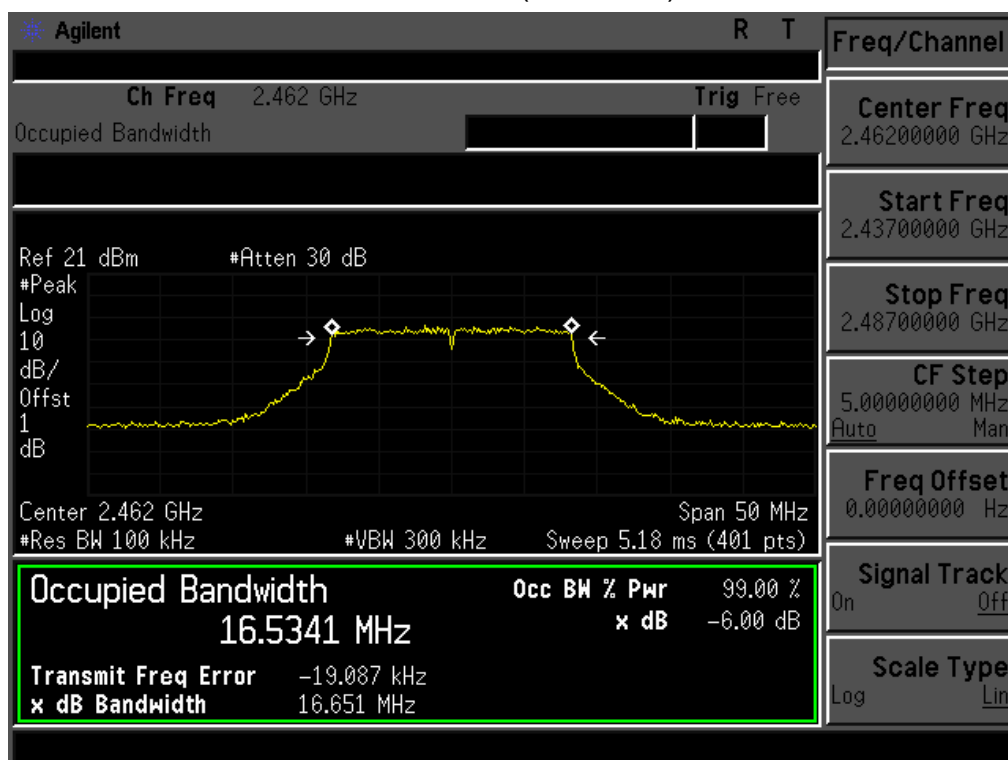 Agilent R T
Ch Freq 2.462 GHz Trig Free
Occupied Bandwidth
Ref 21 dBm #Atten 30 dB
#Peak
Log
10
dB/
Offst
1
dB
Center 2.462 GHz Span 50 MHz
#Res BW 100 kHz #VBW 300 kHz Sweep 5.18 ms (401 pts)
Occupied Bandwidth Occ BW % Pwr 99.00 %
16.5341 MHz x dB -6.00 dB
Transmit Freq Error -19.087 kHz
x dB Bandwidth 16.651 MHz
Freq/Channel
Center Freq
2.46200000 GHz
Start Freq
2.43700000 GHz
Stop Freq
2.48700000 GHz
CF Step
5.00000000 MHz
Auto Man
Freq Offset
0.00000000 Hz
Signal Track
On Off
Scale Type
Log Lin